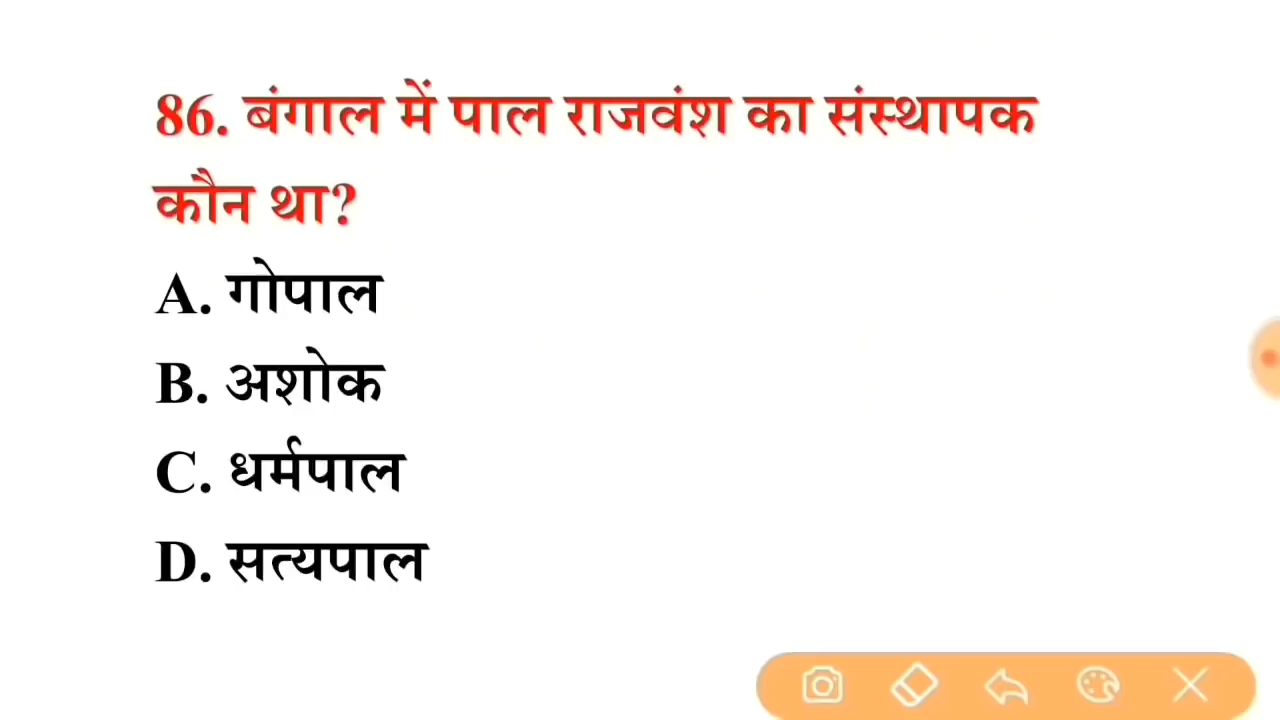 86. बंगाल में पाल राजवंश का संस्थापक
कौन था?
A. गोपाल
B. अशोक
C. धर्मपाल
D. सत्यपाल